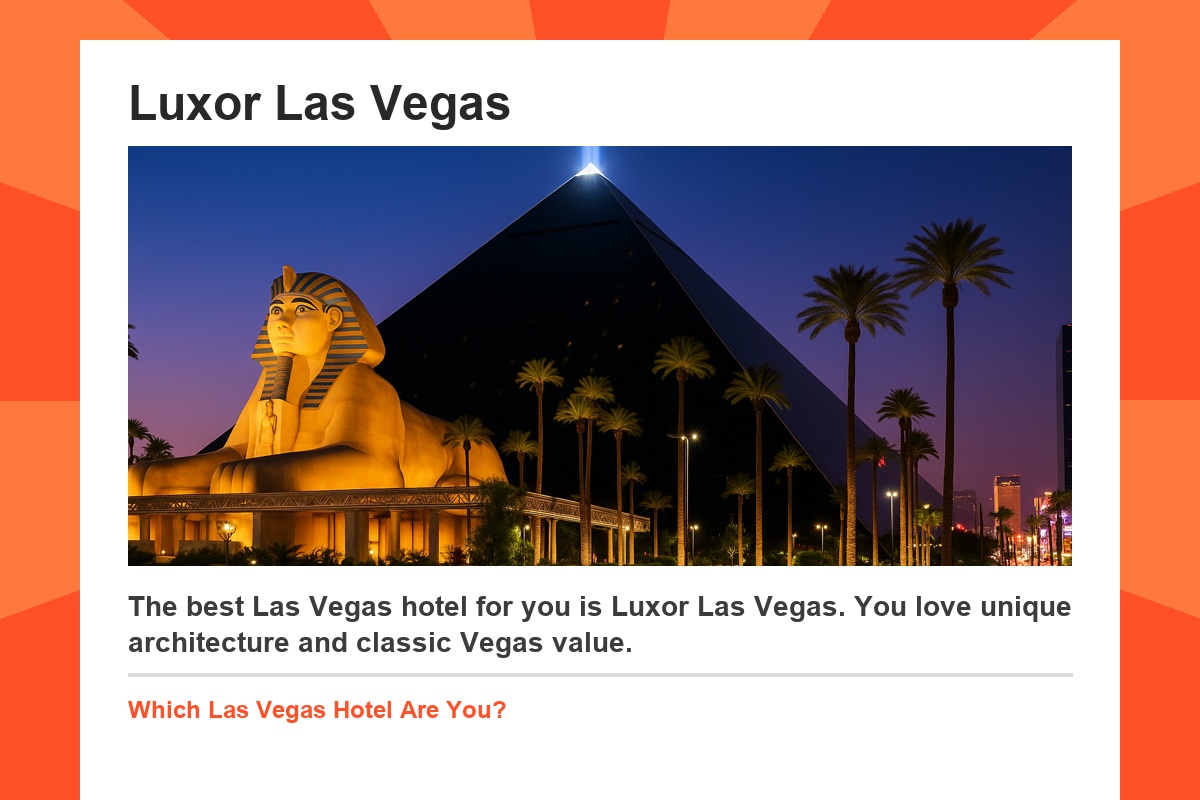 Luxor Las Vegas
The best Las Vegas hotel for you is Luxor Las Vegas. You love unique
architecture and classic Vegas value.
Which Las Vegas Hotel Are You?